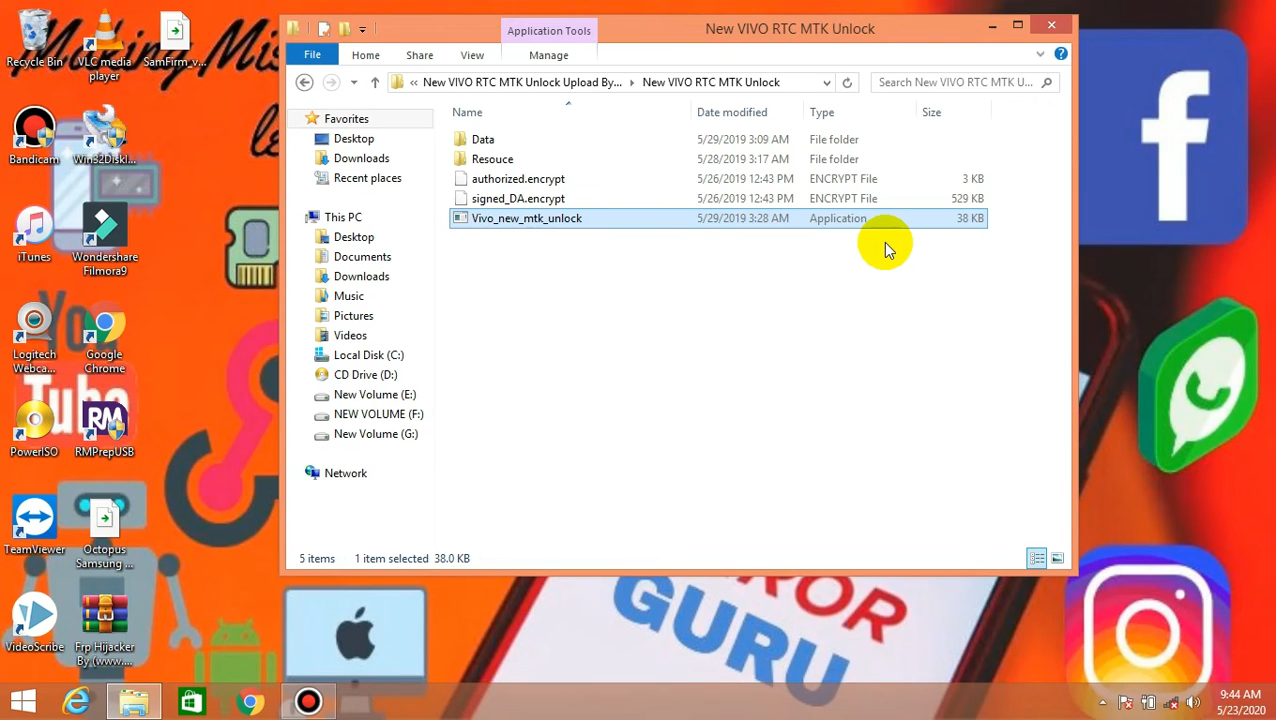 Making Mis
Recycle Bin
VLC media player
SamFirm_v...
Bandicam
Win32DiskI...
iTunes
Wondershare Filmora9
You
Logitech Webca...
Google Chrome
Tube
PowerISO
RM
RMPrepUSB
TeamViewer
Octopus Samsung ...
VideoScribe
Frp Hijacker By (www....
Application Tools
New VIVO RTC MTK Unlock
File
Home
Share
View
Manage
« New VIVO RTC MTK Unlock Upload By... New VIVO RTC MTK Unlock
Search New VIVO RTC MTK U...
Name Date modified Type Size
Data 5/29/2019 3:09 AM File folder
Resouce 5/28/2019 3:17 AM File folder
authorized.encrypt 5/26/2019 12:43 PM ENCRYPT File 3 KB
signed_DA.encrypt 5/26/2019 12:43 PM ENCRYPT File 529 KB
Vivo_new_mtk_unlock 5/29/2019 3:28 AM Application 38 KB
Favorites
Desktop
Downloads
Recent places
This PC
Desktop
Documents
Downloads
Music
Pictures
Videos
Local Disk (C:)
CD Drive (D:)
New Volume (E:)
NEW VOLUME (F:)
New Volume (G:)
Network
5 items 1 item selected 38.0 KB
GURU
9:44 AM
5/23/2020